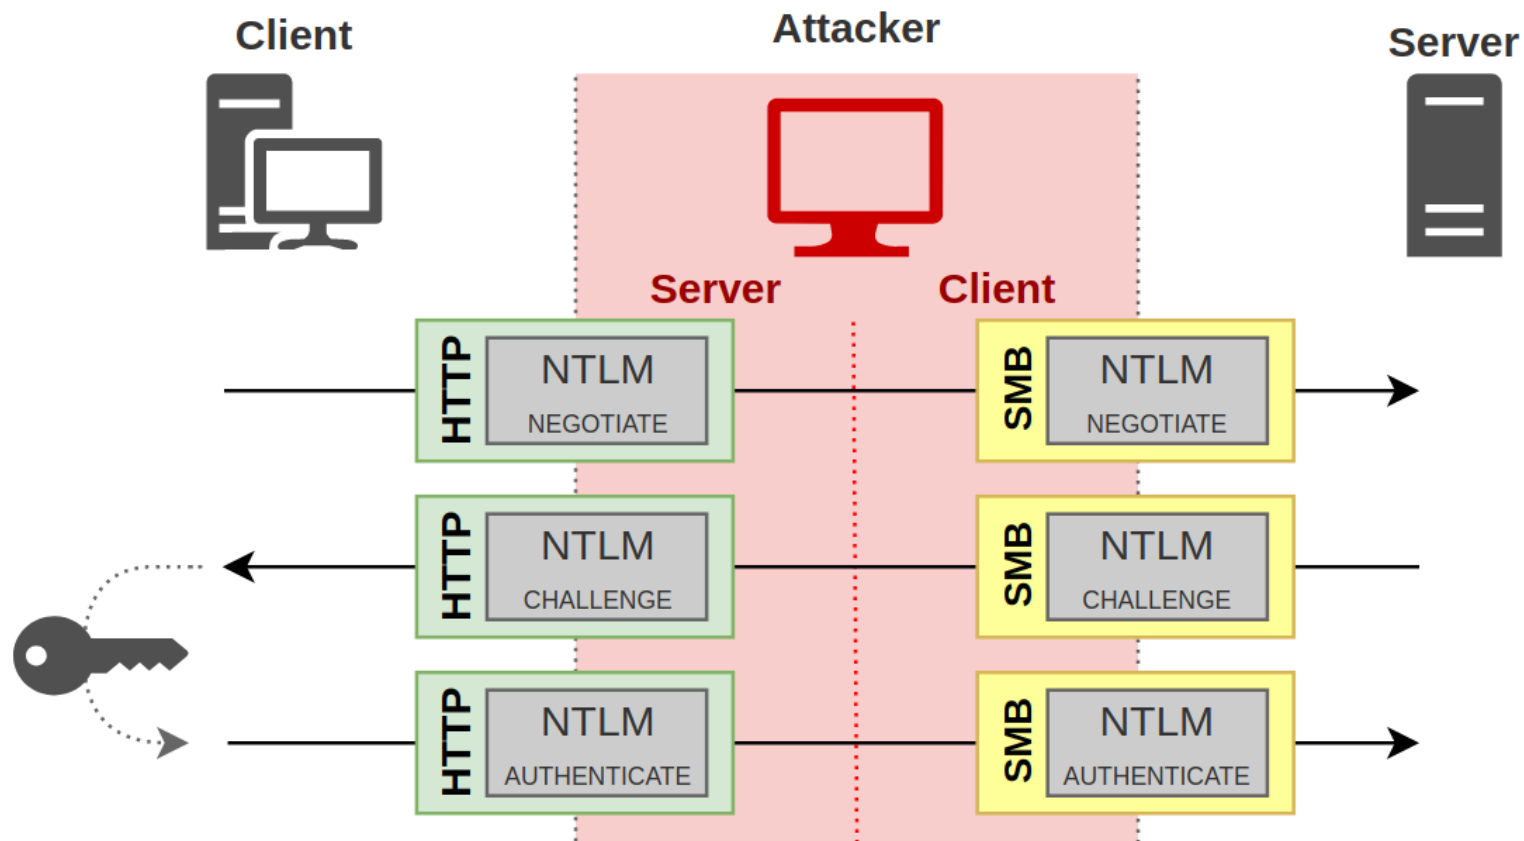 Client
Attacker
Server
Server
Client
HTTP
NTLM
NEGOTIATE
SMB
NTLM
NEGOTIATE
HTTP
NTLM
CHALLENGE
SMB
NTLM
CHALLENGE
HTTP
NTLM
AUTHENTICATE
SMB
NTLM
AUTHENTICATE